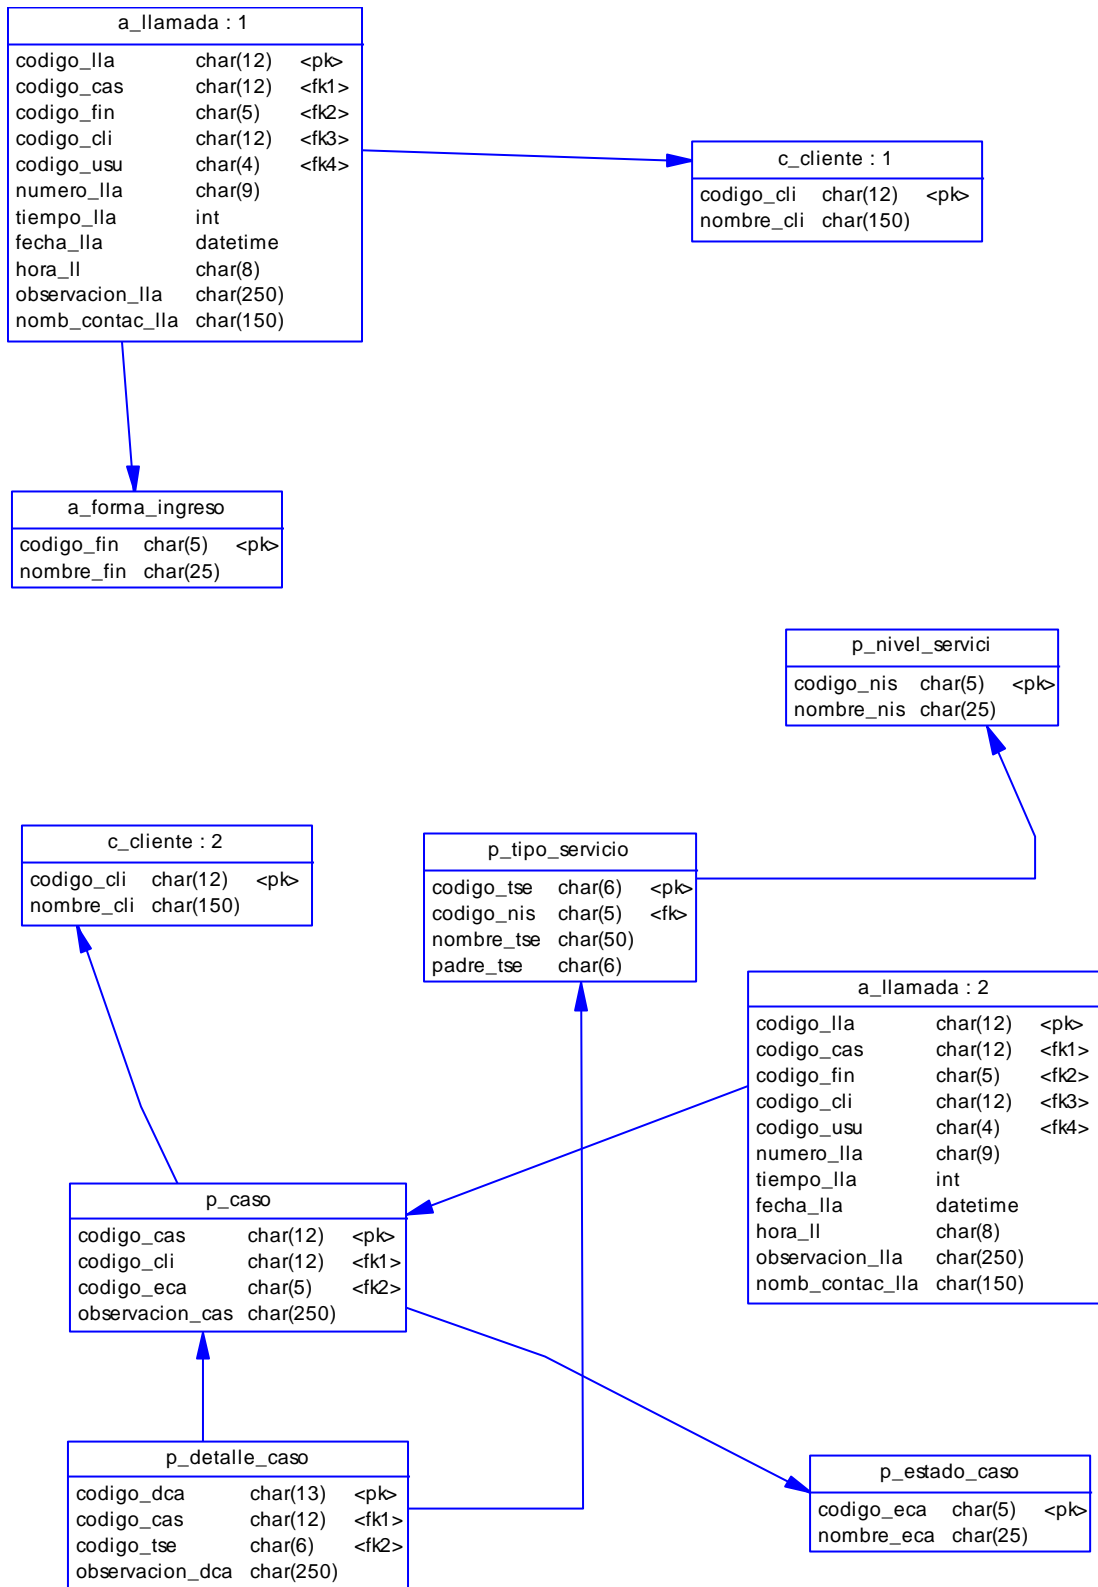 a_llamada : 1
codigo_lla char(12) <pk>
codigo_cas char(12) <fk1>
codigo_fin char(5) <fk2>
codigo_cli char(12) <fk3>
codigo_usu char(4) <fk4>
numero_lla char(9)
tiempo_lla int
fecha_lla datetime
hora_ll char(8)
observacion_lla char(250)
nomb_contac_lla char(150)
c_cliente : 1
codigo_cli char(12) <pk>
nombre_cli char(150)
a_forma_ingreso
codigo_fin char(5) <pk>
nombre_fin char(25)
p_nivel_servici
codigo_nis char(5) <pk>
nombre_nis char(25)
c_cliente : 2
codigo_cli char(12) <pk>
nombre_cli char(150)
p_tipo_servicio
codigo_tse char(6) <pk>
codigo_nis char(5) <fk>
nombre_tse char(50)
padre_tse char(6)
a_llamada : 2
codigo_lla char(12) <pk>
codigo_cas char(12) <fk1>
codigo_fin char(5) <fk2>
codigo_cli char(12) <fk3>
codigo_usu char(4) <fk4>
numero_lla char(9)
tiempo_lla int
fecha_lla datetime
hora_ll char(8)
observacion_lla char(250)
nomb_contac_lla char(150)
p_caso
codigo_cas char(12) <pk>
codigo_cli char(12) <fk1>
codigo_eca char(5) <fk2>
observacion_cas char(250)
p_detalle_caso
codigo_dca char(13) <pk>
codigo_cas char(12) <fk1>
codigo_tse char(6) <fk2>
observacion_dca char(250)
p_estado_caso
codigo_eca char(5) <pk>
nombre_eca char(25)